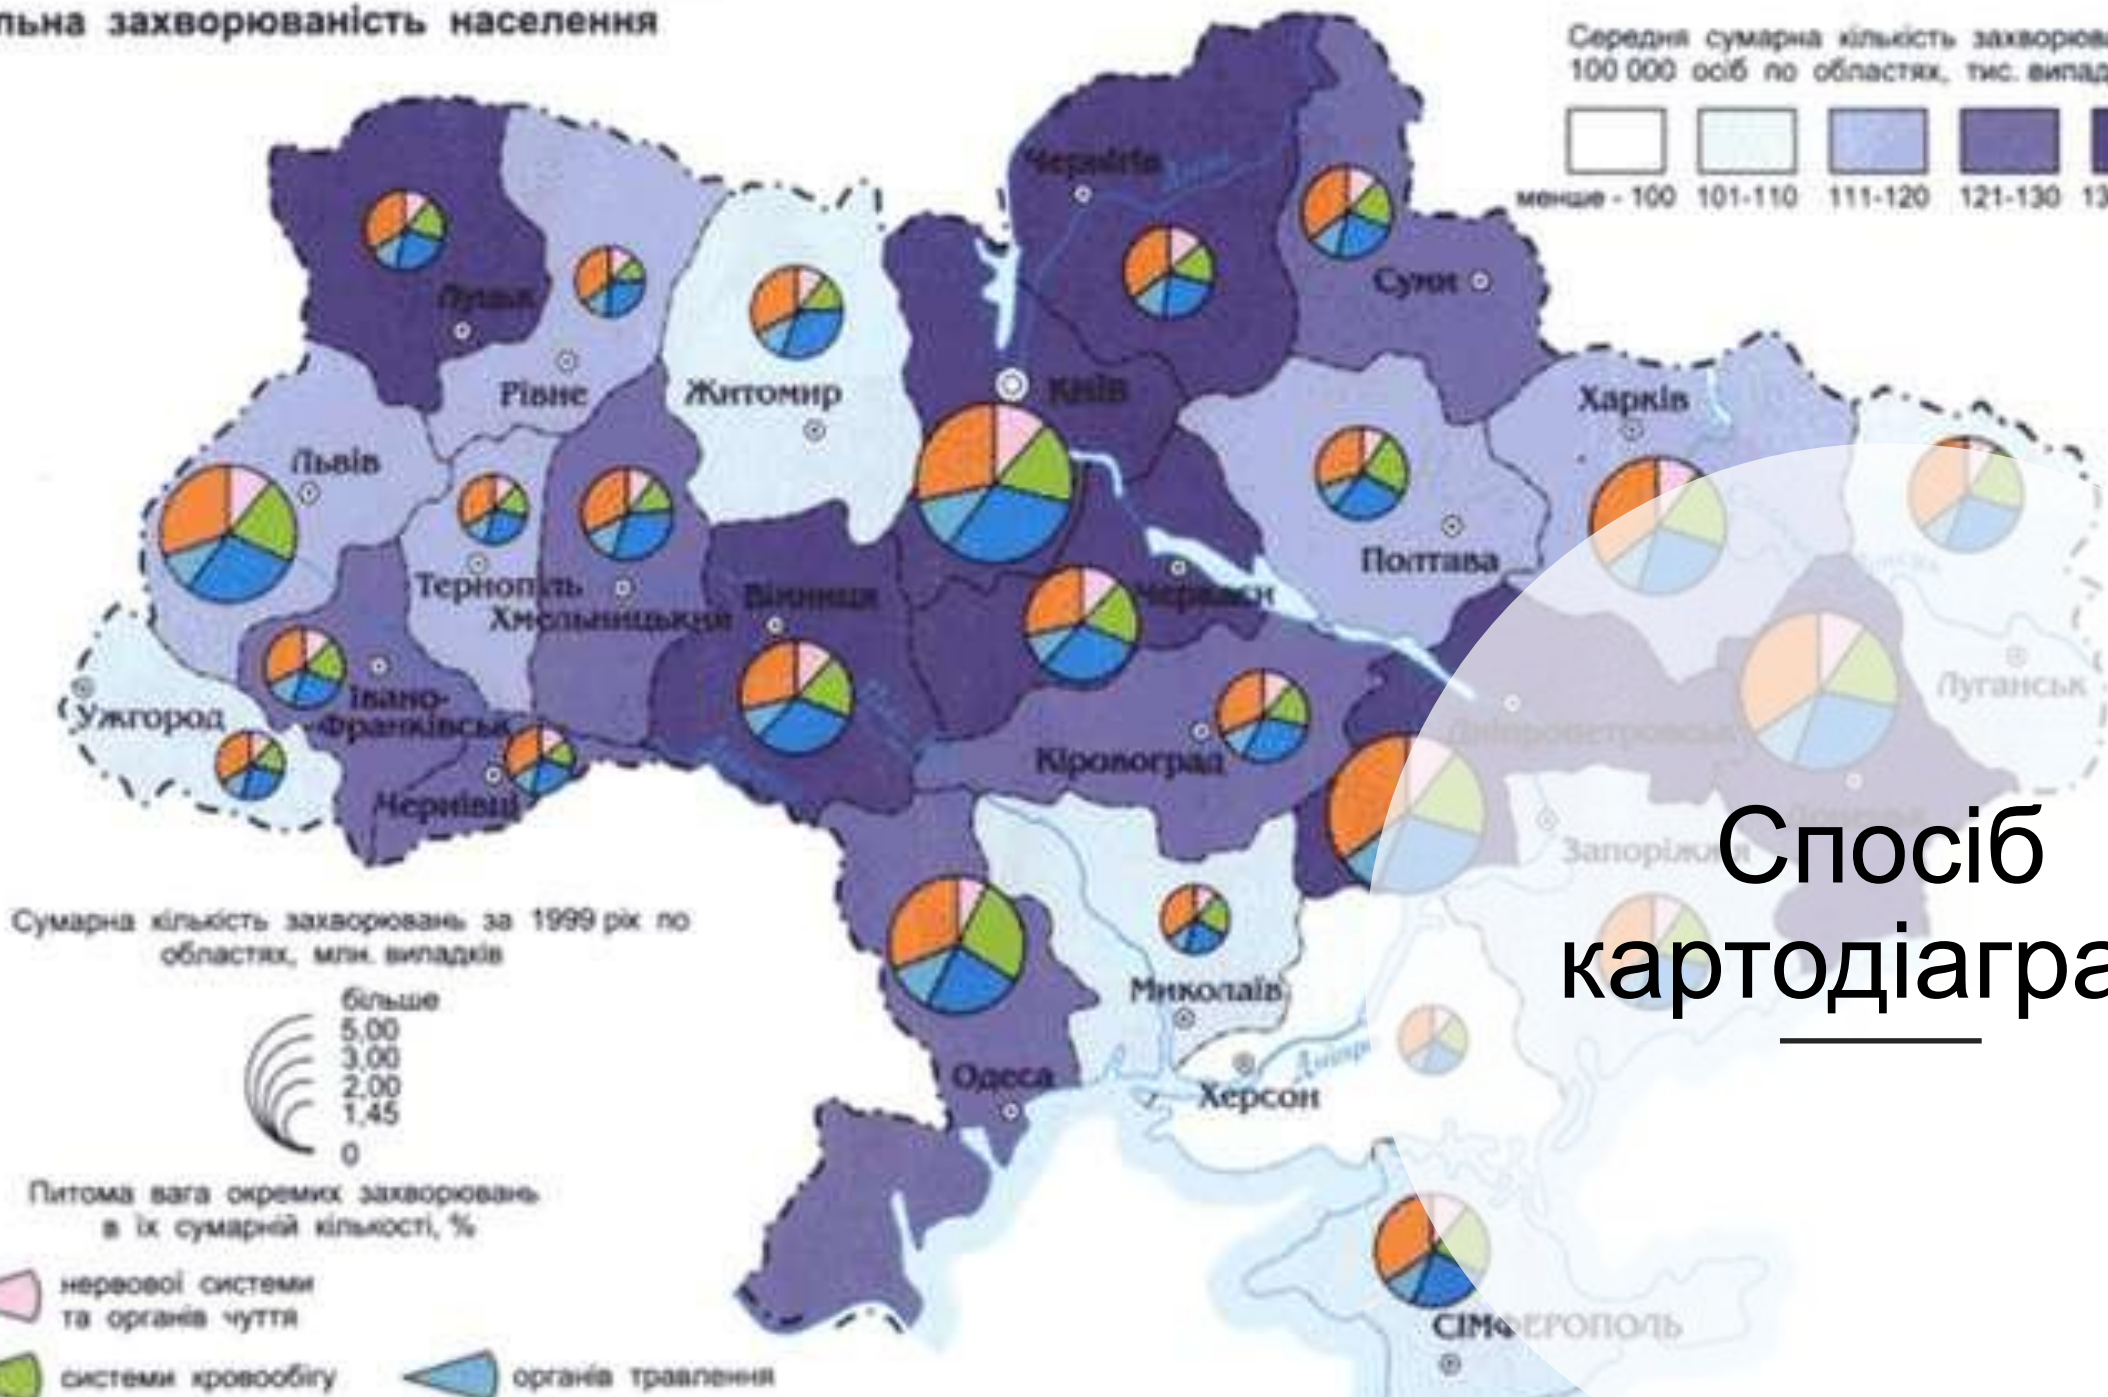 льна захворюваність населення
Середня сумарна кількість захворюва
100 000 осіб по областях, тис. випад
менше - 100 101-110 111-120 121-130 13
Чернігів
Суми
Луцьк
Рівне
Житомир
Київ
Харків
Львів
Полтава
Тернопіль
Хмельницький
Вінниця
Черкаси
Луганськ
Ужгород
Івано-
Франківськ
Дніпропетровськ
Кіровоград
Чернівці
Запоріжжя
Спосіб
картодіагра
Сумарна кількість захворювань за 1999 рік по
областях, млн. випадків
більше
5,00
3,00
2,00
1,45
0
Миколаїв
Одеса
Херсон
Дніпро
Питома вага окремих захворювань
в їх сумарній кількості, %
нервової системи
та органів чуття
системи кровообігу
органів травлення
СІМФЕРОПОЛЬ